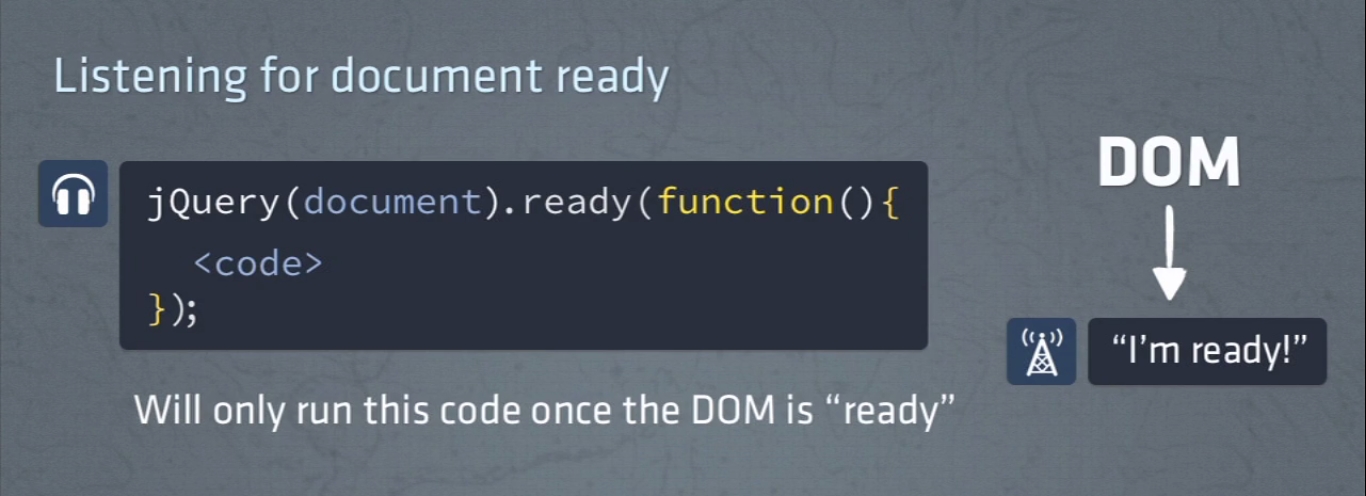 Listening for document ready
jQuery(document).ready(function(){
<code>
});
Will only run this code once the DOM is “ready”
DOM
“I’m ready!”